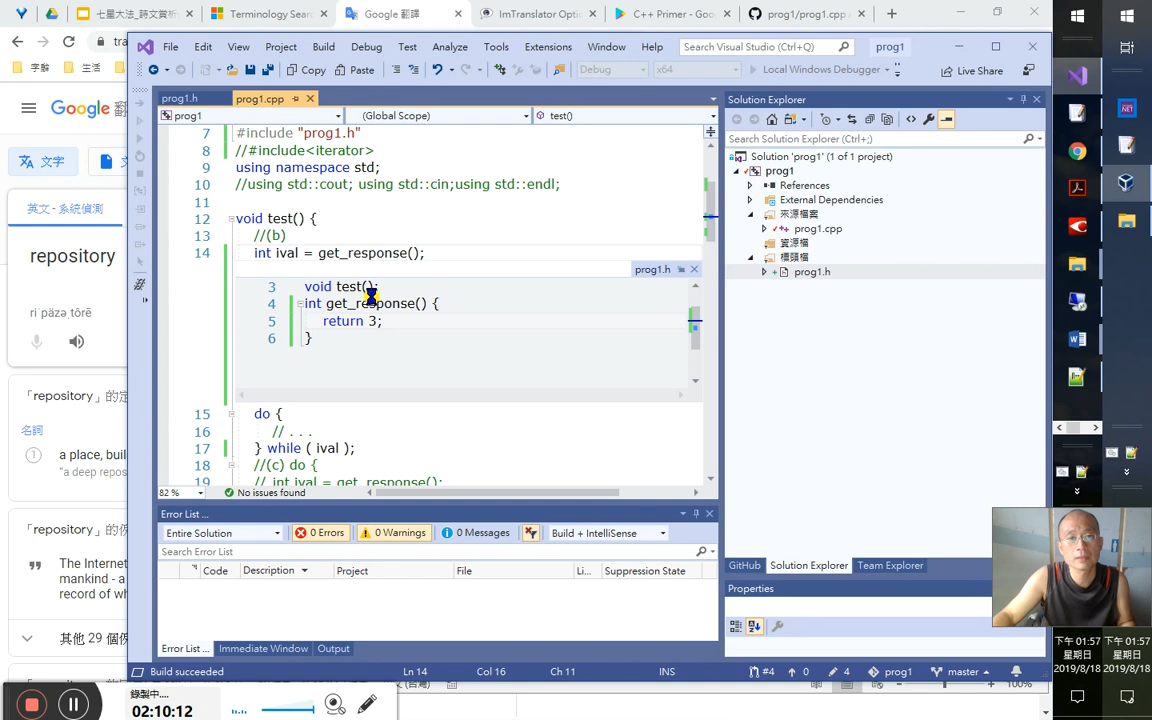 七星大法_時文賞析
Terminology Search
Google 翻譯
ImTranslator Opti
C++ Primer - Goo
prog1/prog1.cpp
File Edit View Project Build Debug Test Analyze Tools Extensions Window Help
Search Visual Studio (Ctrl+Q)
prog1
字辭
生活
Copy Paste
Debug
x64
Local Windows Debugger
Live Share
Google 翻
文字
文
英文 - 系統偵測
repository
riˈpäzəˌtôrē
「repository」的定
名詞
1
a place, buil
"a deep repos
「repository」的例
The Internet
mankind - a
record of wh
其他 29 個例
prog1.h
prog1.cpp
prog1
(Global Scope)
test()
7 #include "prog1.h"
8 //#include<iterator>
9 using namespace std;
10 //using std::cout; using std::cin;using std::endl;
11
12 void test() {
13 //(b)
14 int ival = get_response();
prog1.h
3 void test();
4 int get_response() {
5 return 3;
6 }
15 do {
16 // . . .
17 } while ( ival );
18 //(c) do {
19 // int ival = get_response();
82 %
No issues found
Error List ...
Entire Solution
0 Errors
0 Warnings
0 Messages
Build + IntelliSense
Search Error List
Code Description Project File Li... Suppression State
Error List ... Immediate Window Output
Build succeeded
Ln 14 Col 16 Ch 11 INS
#4 0 4 prog1 master
Solution Explorer
Search Solution Explorer (Ctrl+;)
Solution 'prog1' (1 of 1 project)
prog1
References
External Dependencies
來源檔案
prog1.cpp
資源檔
標頭檔
prog1.h
GitHub Solution Explorer Team Explorer
Properties
下午 01:57
星期日
2019/8/18
下午 01:57
星期日
2019/8/18
錄製中....
02:10:12
100%